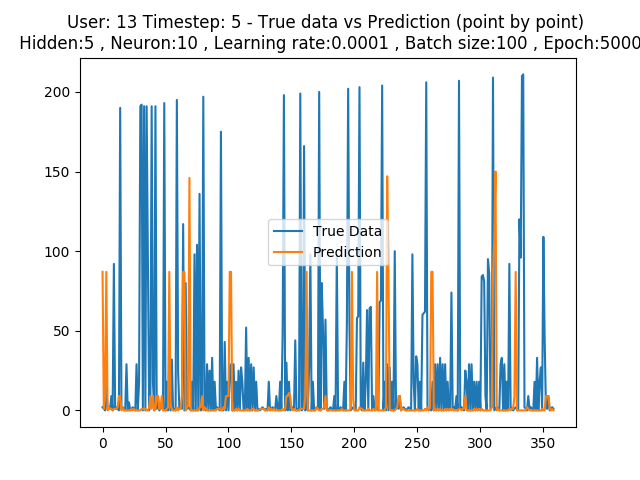 User: 13 Timestep: 5 - True data vs Prediction (point by point)
Hidden:5 , Neuron:10 , Learning rate:0.0001 , Batch size:100 , Epoch:5000
200
150
100
50
0
True Data
Prediction
0 50 100 150 200 250 300 350